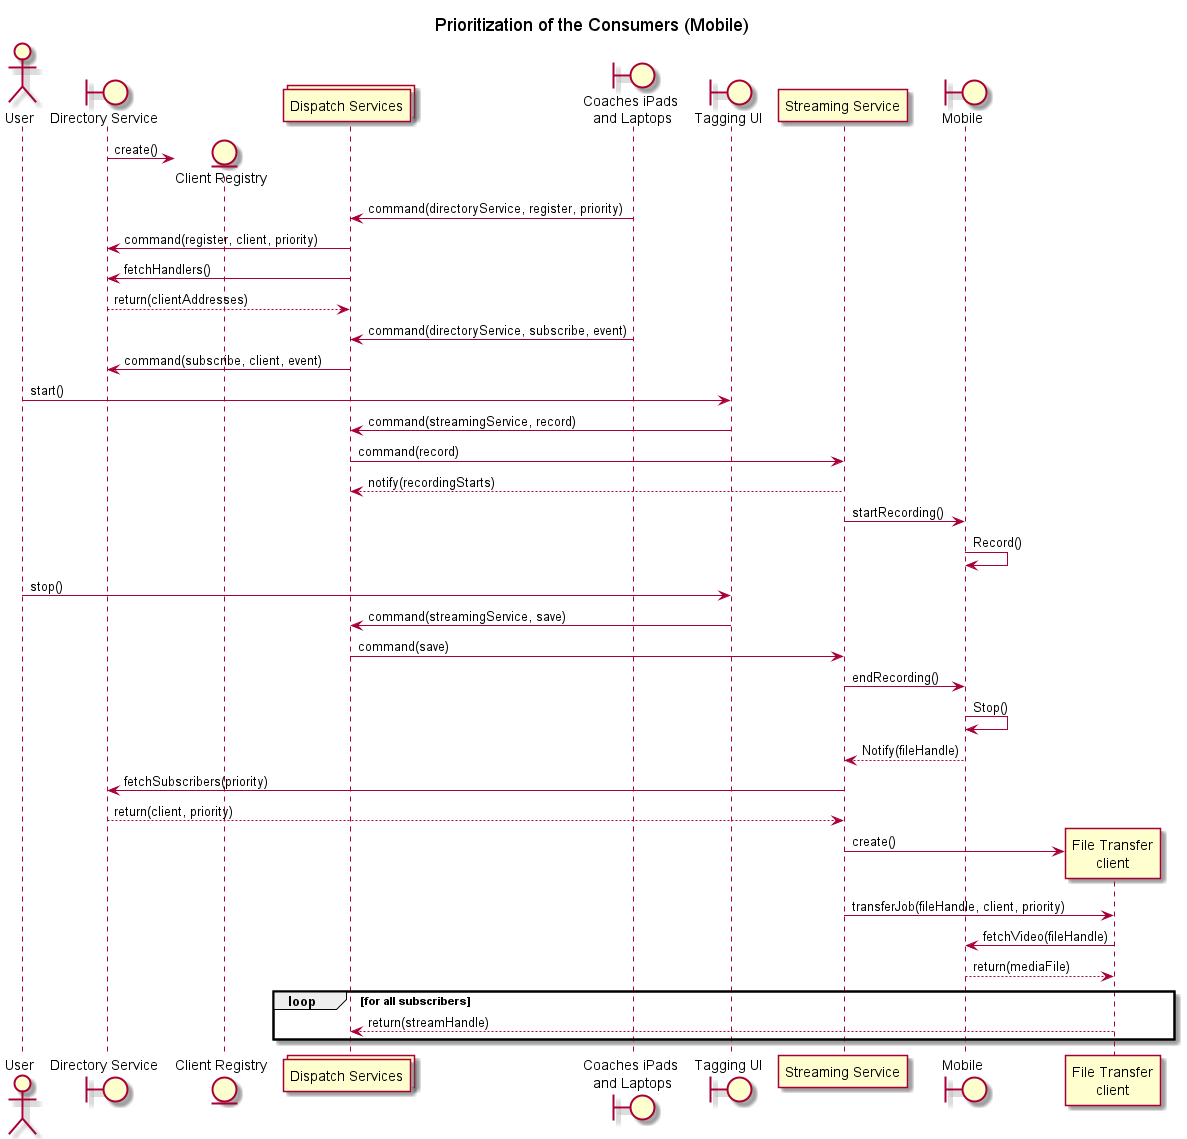 Prioritization of the Consumers (Mobile)
User
Directory Service
Dispatch Services
Coaches iPads
and Laptops
Tagging UI
Streaming Service
Mobile
create()
Client Registry
command(directoryService, register, priority)
command(register, client, priority)
fetchHandlers()
return(clientAddresses)
command(directoryService, subscribe, event)
command(subscribe, client, event)
start()
command(streamingService, record)
command(record)
notify(recordingStarts)
startRecording()
Record()
stop()
command(streamingService, save)
command(save)
endRecording()
Stop()
Notify(fileHandle)
fetchSubscribers(priority)
return(client, priority)
create()
File Transfer
client
transferJob(fileHandle, client, priority)
fetchVideo(fileHandle)
return(mediaFile)
loop
[for all subscribers]
return(streamHandle)
User
Directory Service
Client Registry
Dispatch Services
Coaches iPads
and Laptops
Tagging UI
Streaming Service
Mobile
File Transfer
client